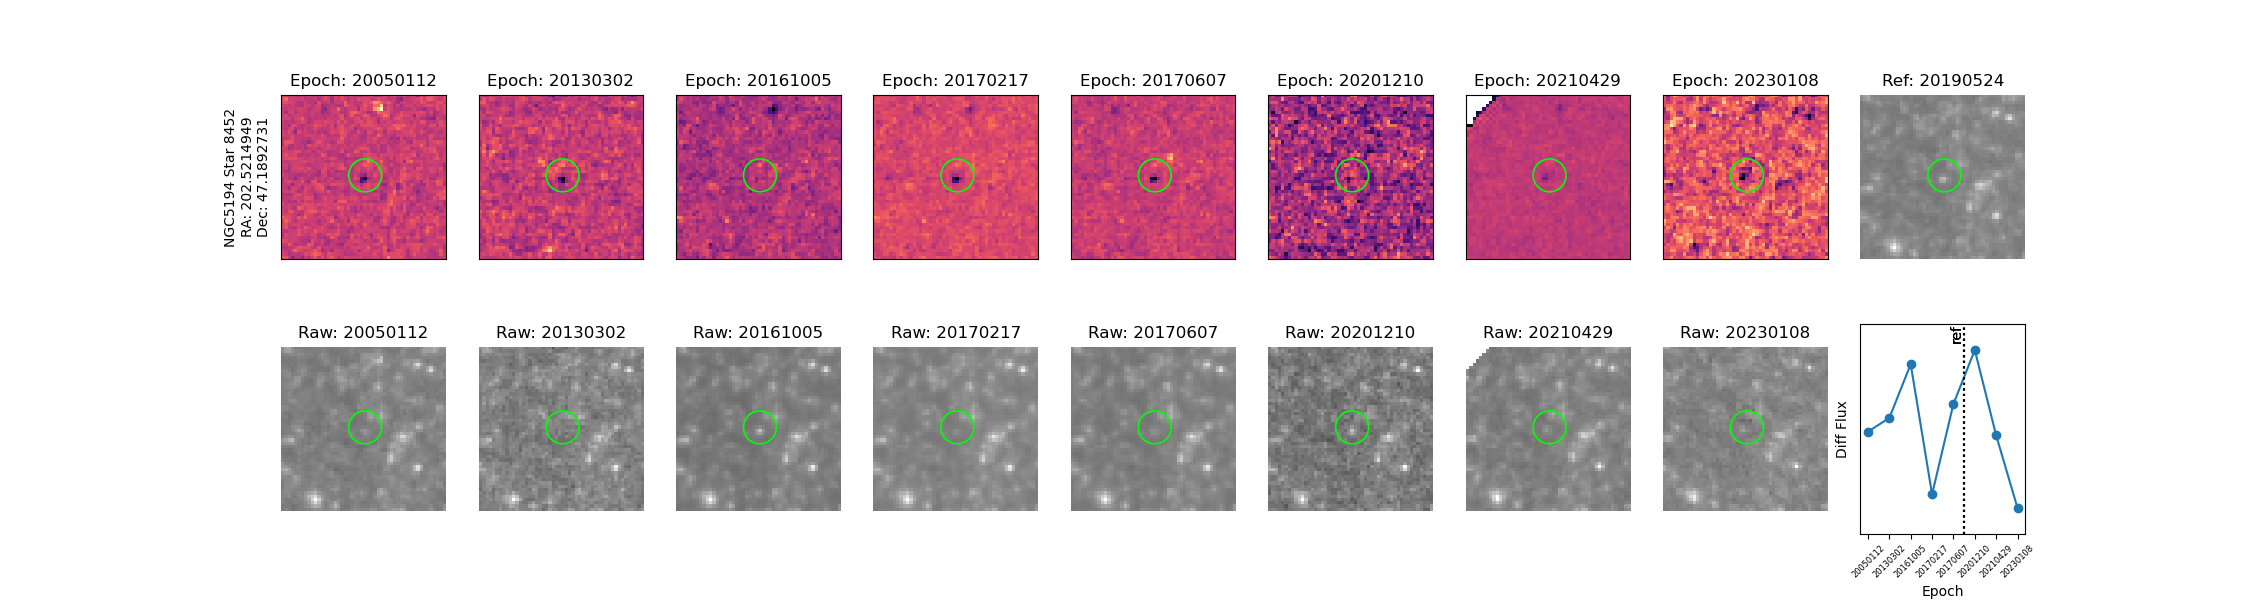 NGC5194 Star 8452
RA: 202.5214949
Dec: 47.1892731
Epoch: 20050112
Epoch: 20130302
Epoch: 20161005
Epoch: 20170217
Epoch: 20170607
Epoch: 20201210
Epoch: 20210429
Epoch: 20230108
Ref: 20190524
Raw: 20050112
Raw: 20130302
Raw: 20161005
Raw: 20170217
Raw: 20170607
Raw: 20201210
Raw: 20210429
Raw: 20230108
ref
Diff Flux
20050112
20130302
20161005
20170217
20170607
20201210
20210429
20230108
Epoch